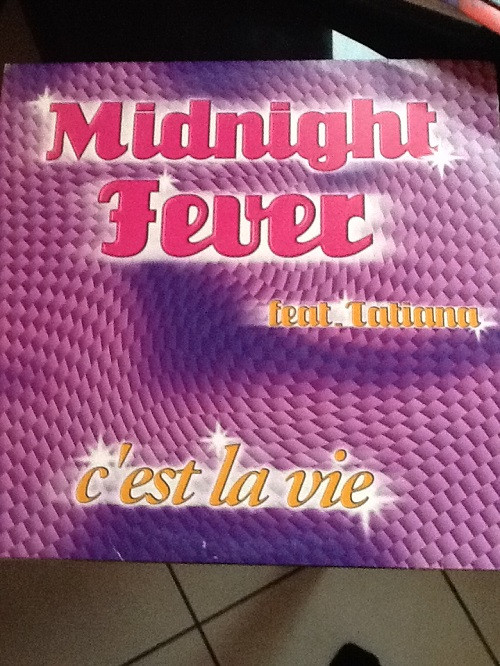 Midnight
Fever
feat. Tatiana
c'est la vie